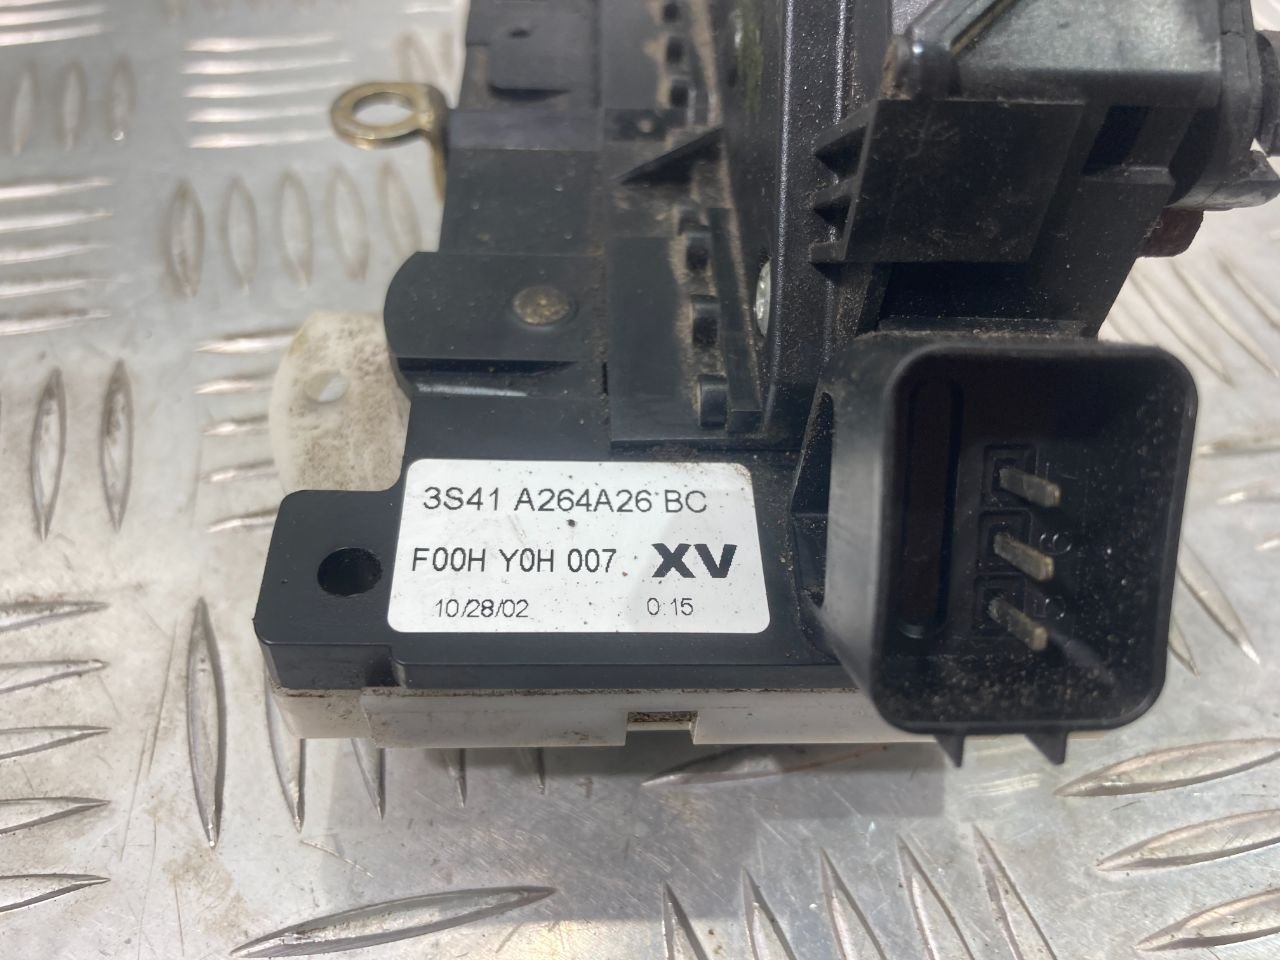 3S41 A264A26 BC
F00H Y0H 007 XV
10/28/02 0:15